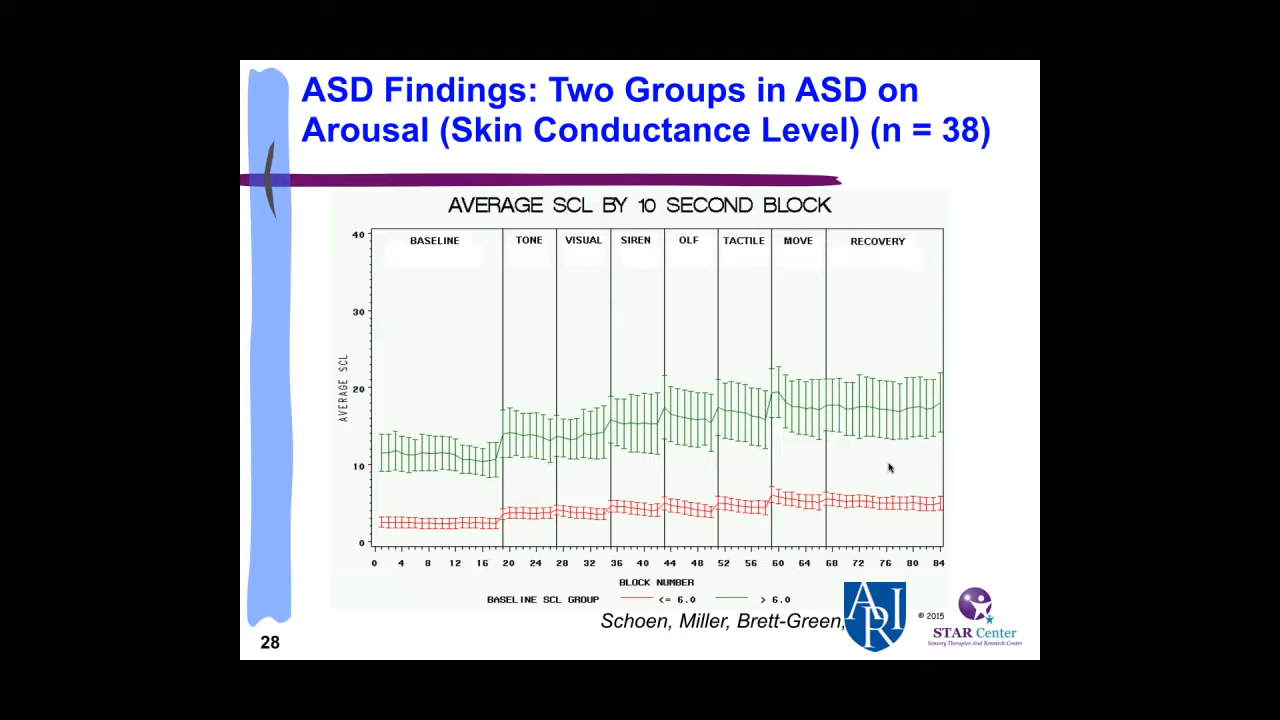 ASD Findings: Two Groups in ASD on
Arousal (Skin Conductance Level) (n = 38)
AVERAGE SCL BY 10 SECOND BLOCK
BASELINE TONE VISUAL SIREN OLF TACTILE MOVE RECOVERY
AVERAGE SCL
40
30
20
10
0
0 4 8 12 16 20 24 28 32 36 40 44 48 52 56 60 64 68 72 76 80 84
BLOCK NUMBER
BASELINE SCL GROUP <= 6.0 > 6.0
Schoen, Miller, Brett-Green,
ARI
© 2015
STAR Center
Sensory Therapies And Research Center
28